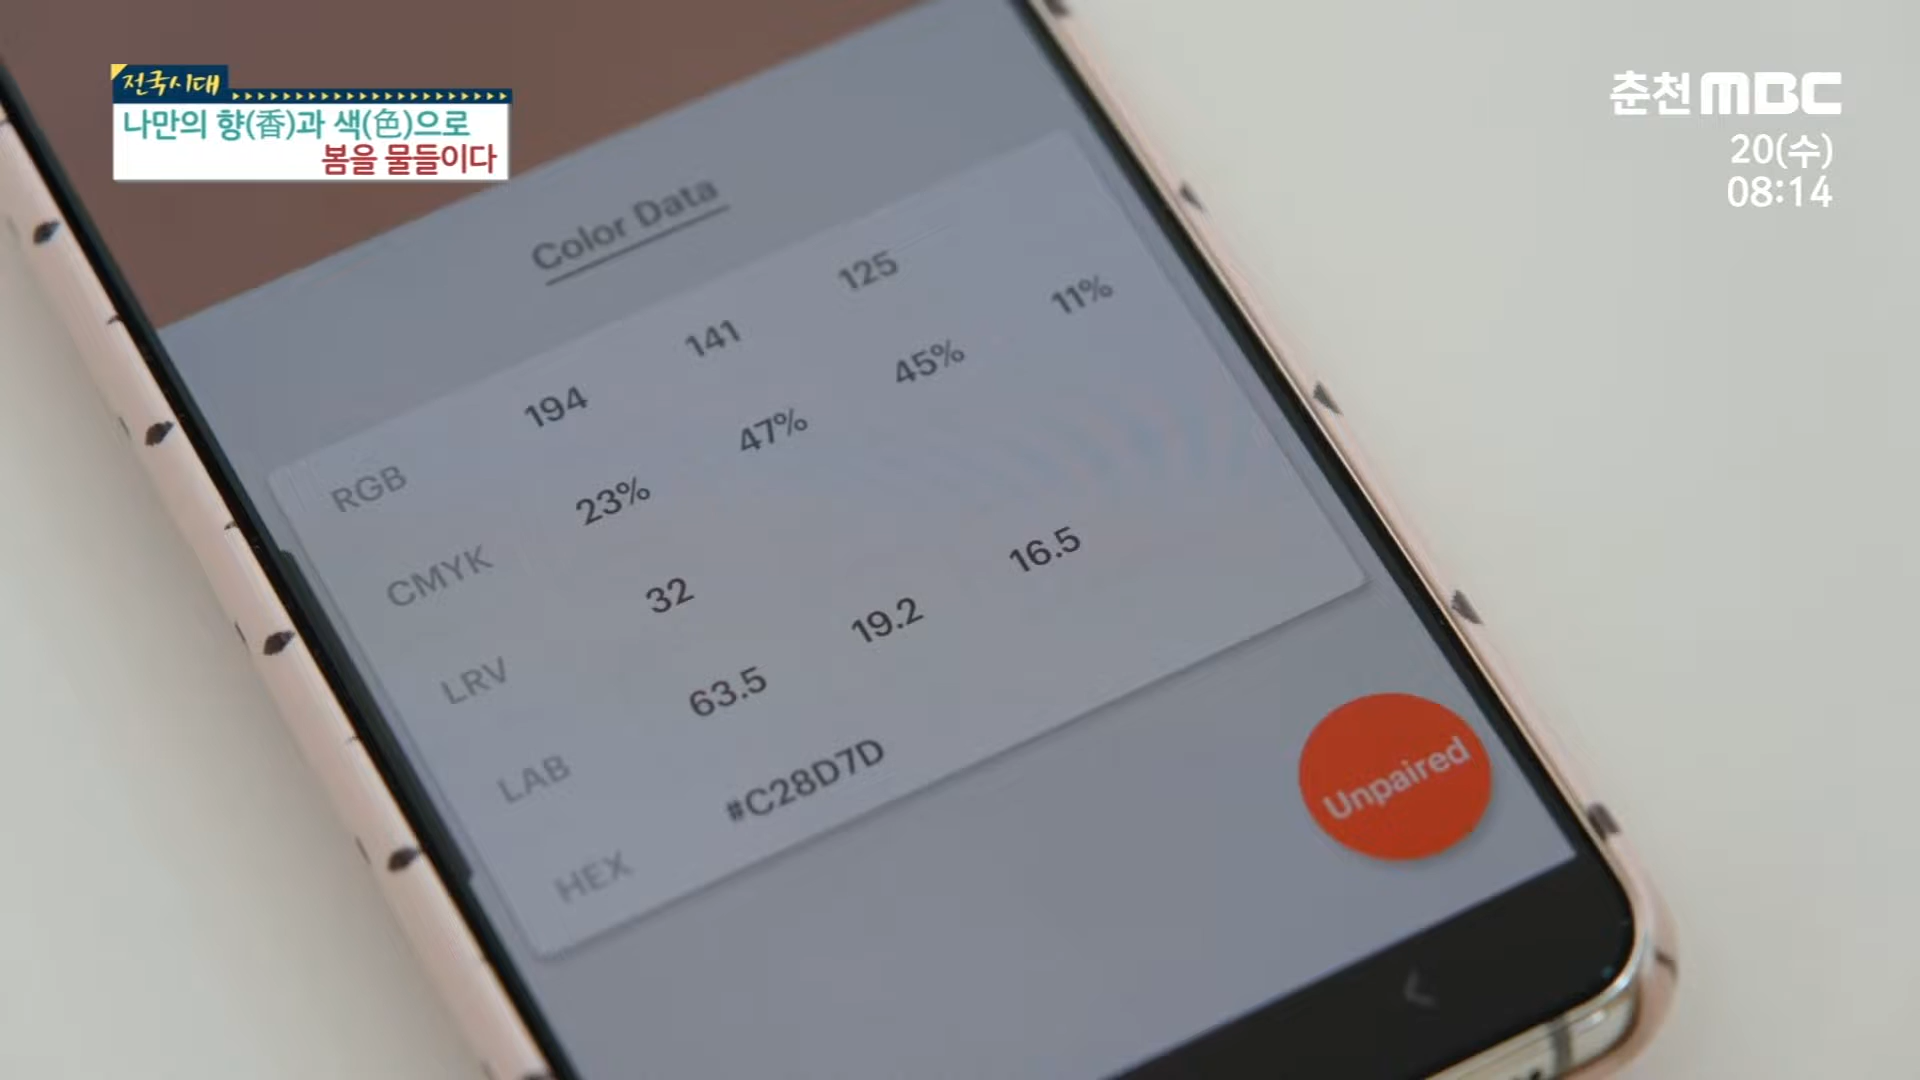 전국시대
나만의 향(香)과 색(色)으로
봄을 물들이다
춘천MBC
20(수)
08:14
Color Data
RGB 194 141 125
CMYK 23% 47% 45% 11%
LRV 32
LAB 63.5 19.2 16.5
HEX #C28D7D
Unpaired